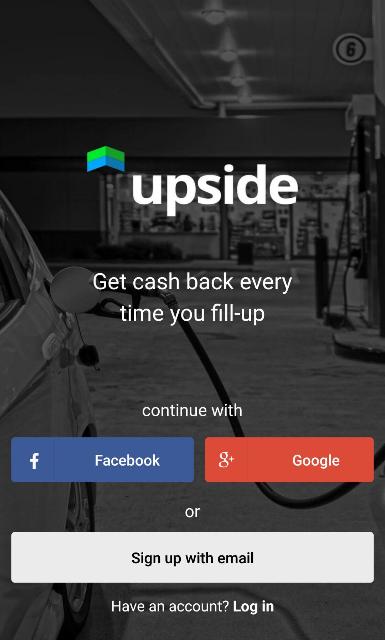 6
upside
Get cash back every
time you fill-up
continue with
f Facebook
g+ Google
or
Sign up with email
Have an account? Log in